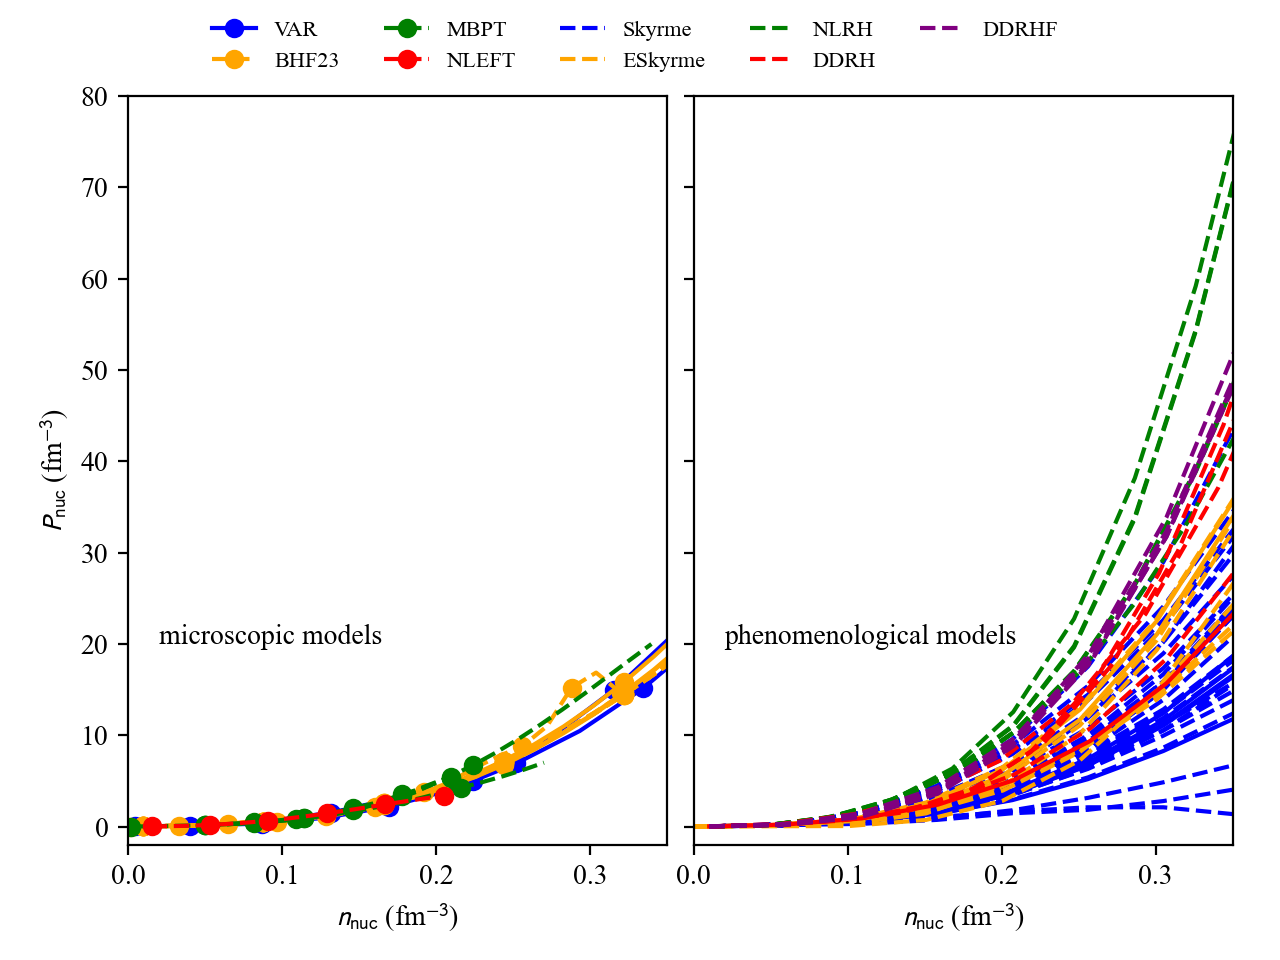 VAR MBPT Skyrme NLRH DDRHF
BHF23 NLEFT ESkyrme DDRH
80
70
60
50
40
30
20
10
0
P_nuc (fm⁻³)
microscopic models
phenomenological models
0.0 0.1 0.2 0.3
0.0 0.1 0.2 0.3
n_nuc (fm⁻³)
n_nuc (fm⁻³)